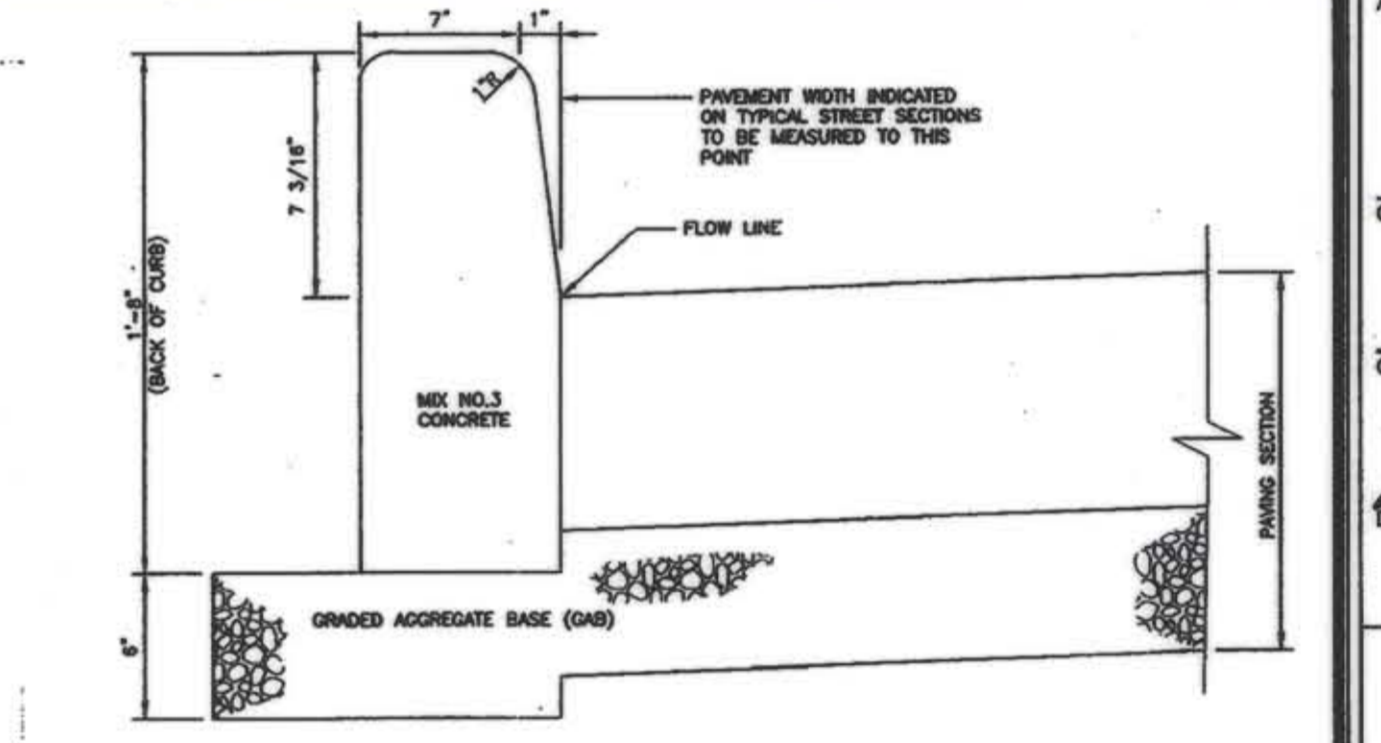 7" 1"
1"R
PAVEMENT WIDTH INDICATED
ON TYPICAL STREET SECTIONS
TO BE MEASURED TO THIS
POINT
7 3/16"
FLOW LINE
1'-8"
(BACK OF CURB)
MIX NO.3
CONCRETE
PAVING SECTION
GRADED AGGREGATE BASE (GAB)
6"